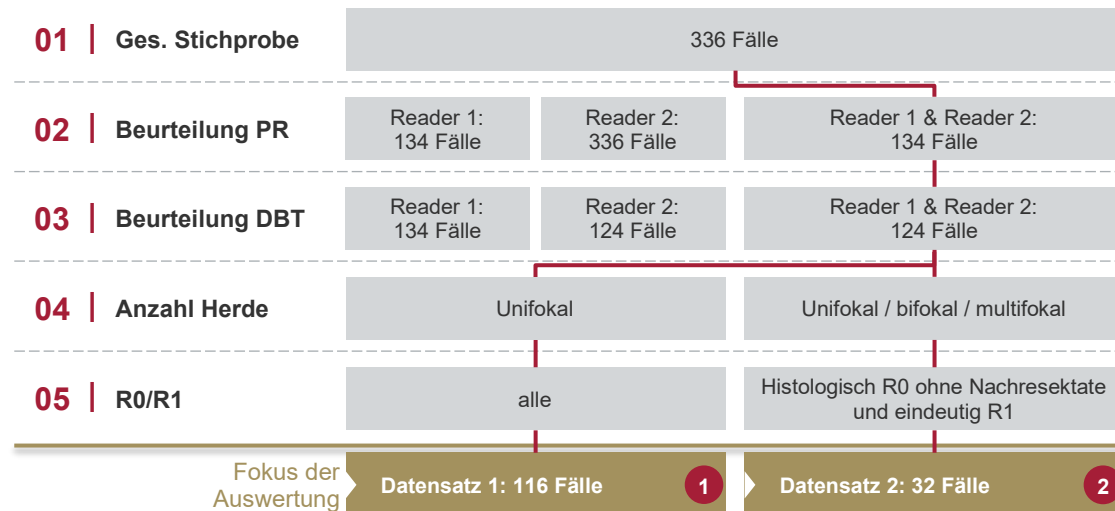 01 | Ges. Stichprobe
336 Fälle
02 | Beurteilung PR
Reader 1:
134 Fälle
Reader 2:
336 Fälle
Reader 1 & Reader 2:
134 Fälle
03 | Beurteilung DBT
Reader 1:
134 Fälle
Reader 2:
124 Fälle
Reader 1 & Reader 2:
124 Fälle
04 | Anzahl Herde
Unifokal
Unifokal / bifokal / multifokal
05 | R0/R1
alle
Histologisch R0 ohne Nachresektate
und eindeutig R1
Fokus der
Auswertung
Datensatz 1: 116 Fälle
1
Datensatz 2: 32 Fälle
2